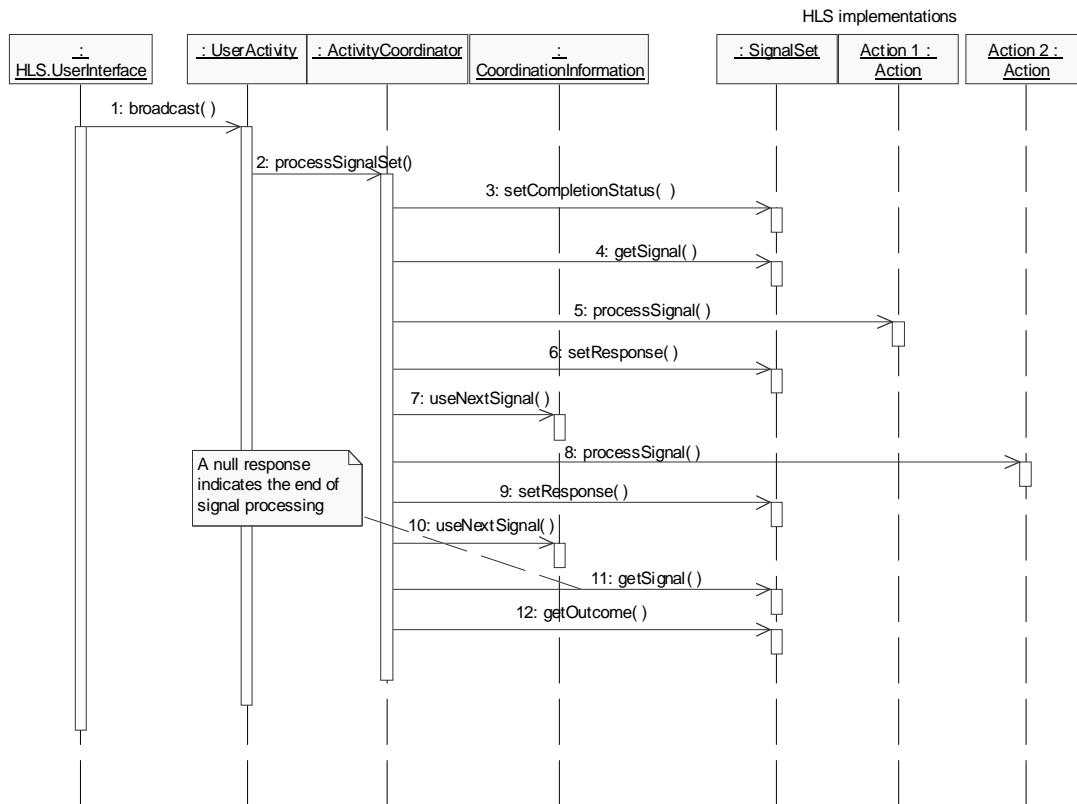 HLS implementations
:
HLS.UserInterface
: UserActivity
: ActivityCoordinator
:
CoordinationInformation
: SignalSet
Action 1 :
Action
Action 2 :
Action
1: broadcast( )
2: processSignalSet()
3: setCompletionStatus( )
4: getSignal( )
5: processSignal( )
6: setResponse( )
7: useNextSignal( )
8: processSignal( )
A null response
indicates the end of
signal processing
9: setResponse( )
10: useNextSignal( )
11: getSignal( )
12: getOutcome( )